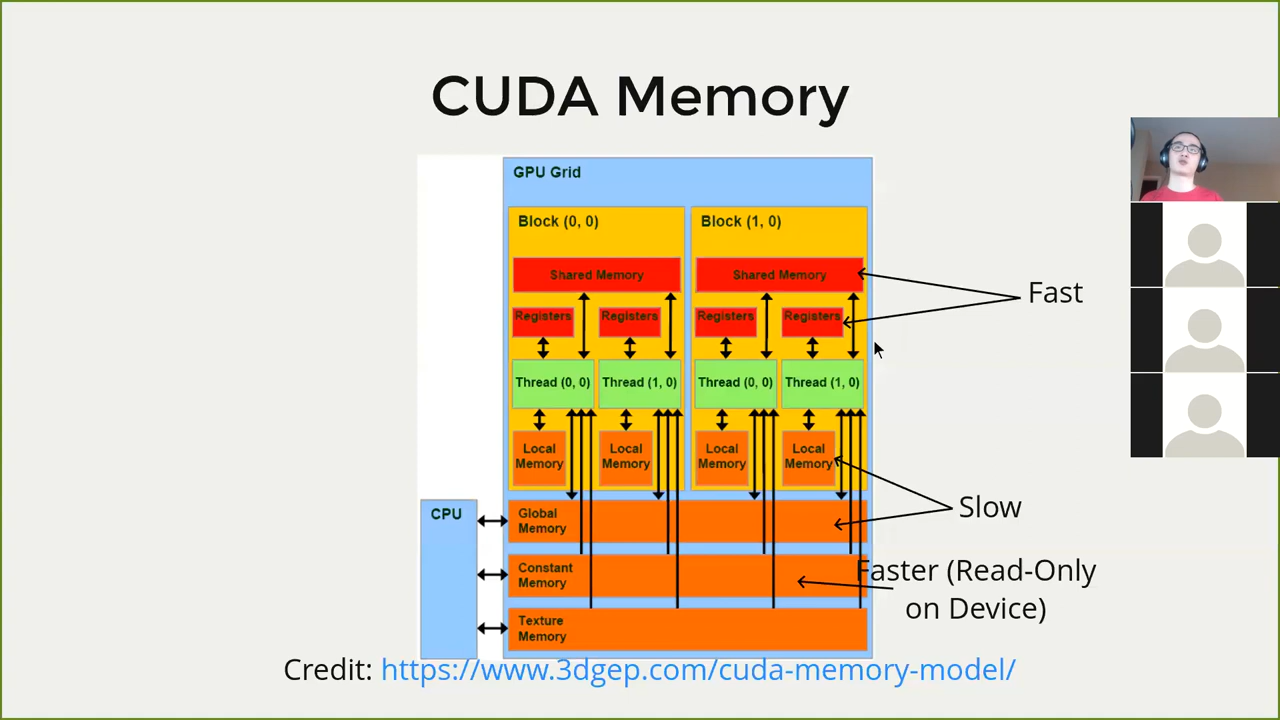 CUDA Memory
GPU Grid
Block (0, 0)
Block (1, 0)
Shared Memory
Shared Memory
Fast
Registers
Registers
Registers
Registers
Thread (0, 0)
Thread (1, 0)
Thread (0, 0)
Thread (1, 0)
Local
Memory
Local
Memory
Local
Memory
Local
Memory
Slow
CPU
Global
Memory
Constant
Memory
Faster (Read-Only
on Device)
Texture
Memory
Credit: https://www.3dgep.com/cuda-memory-model/